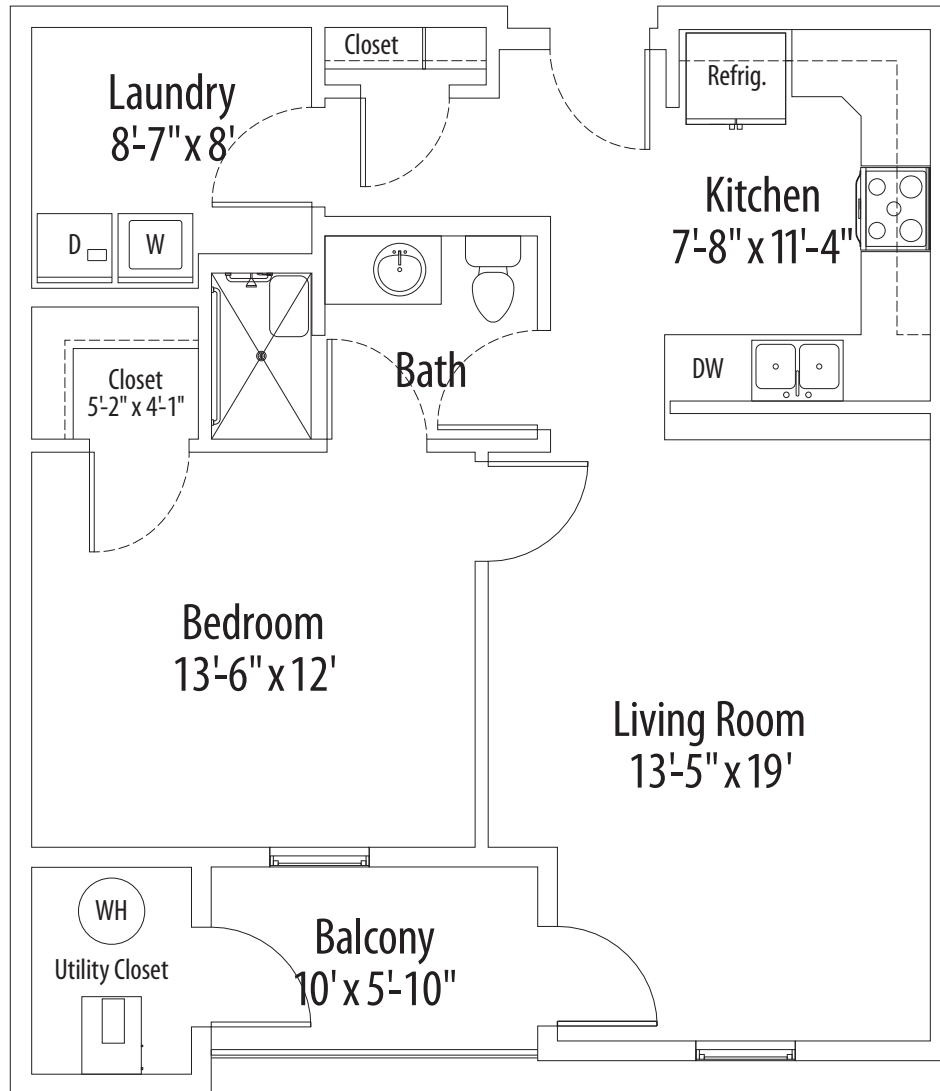 Closet
Laundry
8'-7" x 8'
Refrig.
Kitchen
7'-8" x 11'-4"
D
W
Bath
DW
Closet
5'-2" x 4'-1"
Bedroom
13'-6" x 12'
Living Room
13'-5" x 19'
WH
Utility Closet
Balcony
10' x 5'-10"